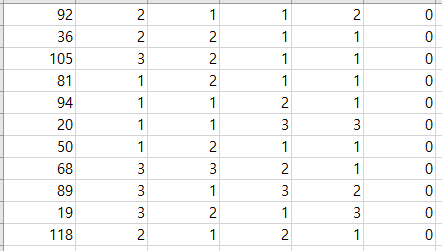 92 2 1 1 2 0
36 2 2 1 1 0
105 3 2 1 1 0
81 1 2 1 1 0
94 1 1 2 1 0
20 1 1 3 3 0
50 1 2 1 1 0
68 3 3 2 1 0
89 3 1 3 2 0
19 3 2 1 3 0
118 2 1 2 1 0